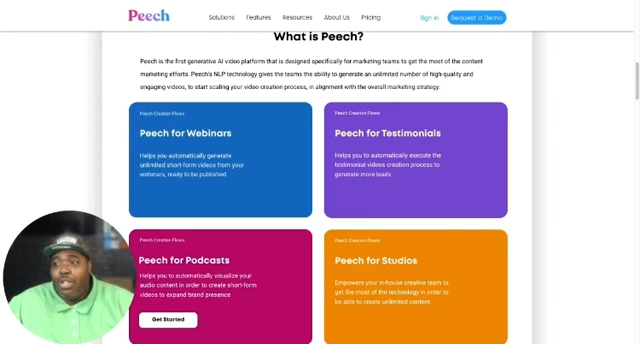 Peech Solutions Features Resources About Us Pricing Sign in Request a Demo
What is Peech?
Peech is the first generative AI video platform that is designed specifically for marketing teams to get the most of the content
marketing efforts. Peech's NLP technology gives the teams the ability to generate an unlimited number of high-quality and
engaging videos, to start scaling your video creation process, in alignment with the overall marketing strategy.
Peech Creation Flows
Peech for Webinars
Helps you automatically generate
unlimited short-form videos from your
webinars, ready to be published
Peech Creation Flows
Peech for Testimonials
Helps you to automatically execute the
testimonial videos creation process to
generate more leads
Peech Creation Flows
Peech for Podcasts
Helps you to automatically visualize your
audio content in order to create short-form
videos to expand brand presence
Get Started
Peech Creation Flows
Peech for Studios
Empowers your in-house creative team to
get the most of the technology in order to
be able to create unlimited content